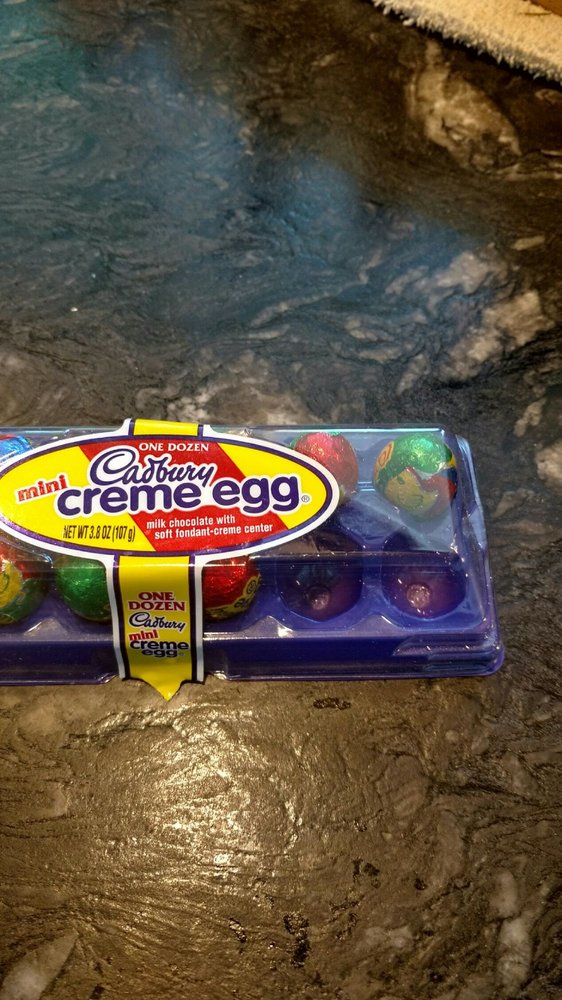 ONE DOZEN
Cadbury
mini
creme egg®
NET WT 3.8 OZ (107 g)
milk chocolate with
soft fondant-creme center
ONE
DOZEN
Cadbury
mini
creme
egg